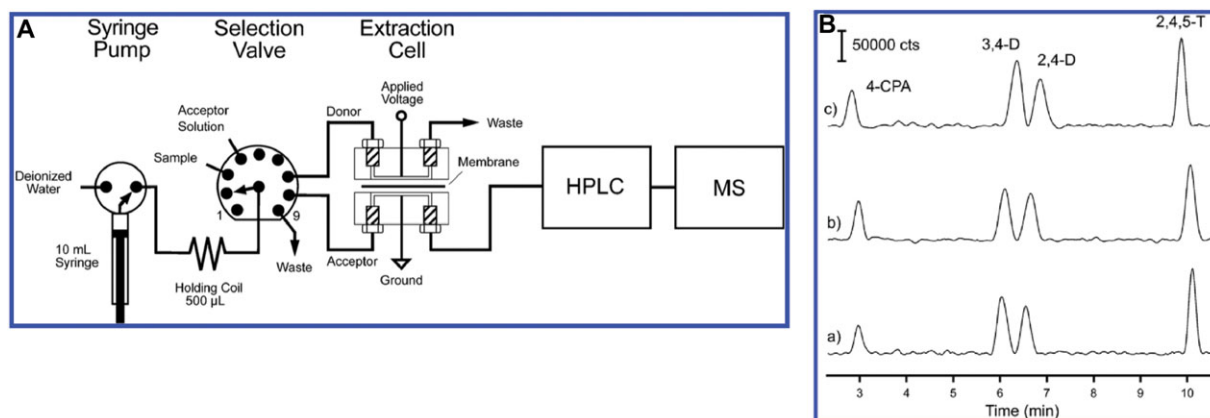 A
Syringe
Pump
Selection
Valve
Extraction
Cell
Acceptor
Solution
Sample
Deionized
Water
1
9
10 mL
Syringe
Holding Coil
500 µL
Waste
Donor
Applied
Voltage
Waste
Membrane
Acceptor
Ground
HPLC
MS
B
50000 cts
3,4-D
2,4-D
2,4,5-T
4-CPA
c)
b)
a)
3 4 5 6 7 8 9 10
Time (min)